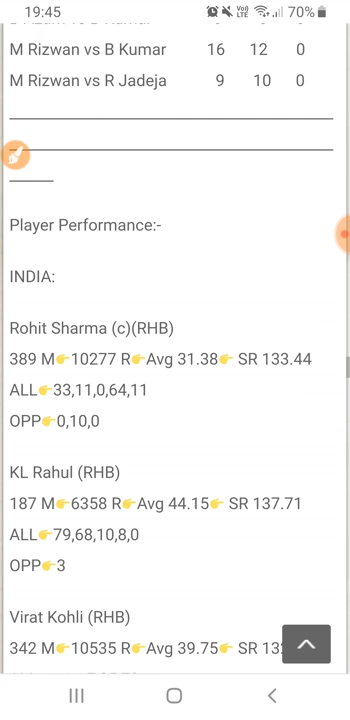 19:45 Vo)) LTE 70%
M Rizwan vs B Kumar 16 12 0
M Rizwan vs R Jadeja 9 10 0
Player Performance:-
INDIA:
Rohit Sharma (c)(RHB)
389 M👉10277 R👉Avg 31.38👉 SR 133.44
ALL👉33,11,0,64,11
OPP👉0,10,0
KL Rahul (RHB)
187 M👉6358 R👉Avg 44.15👉 SR 137.71
ALL👉79,68,10,8,0
OPP👉3
Virat Kohli (RHB)
342 M👉10535 R👉Avg 39.75👉 SR 13